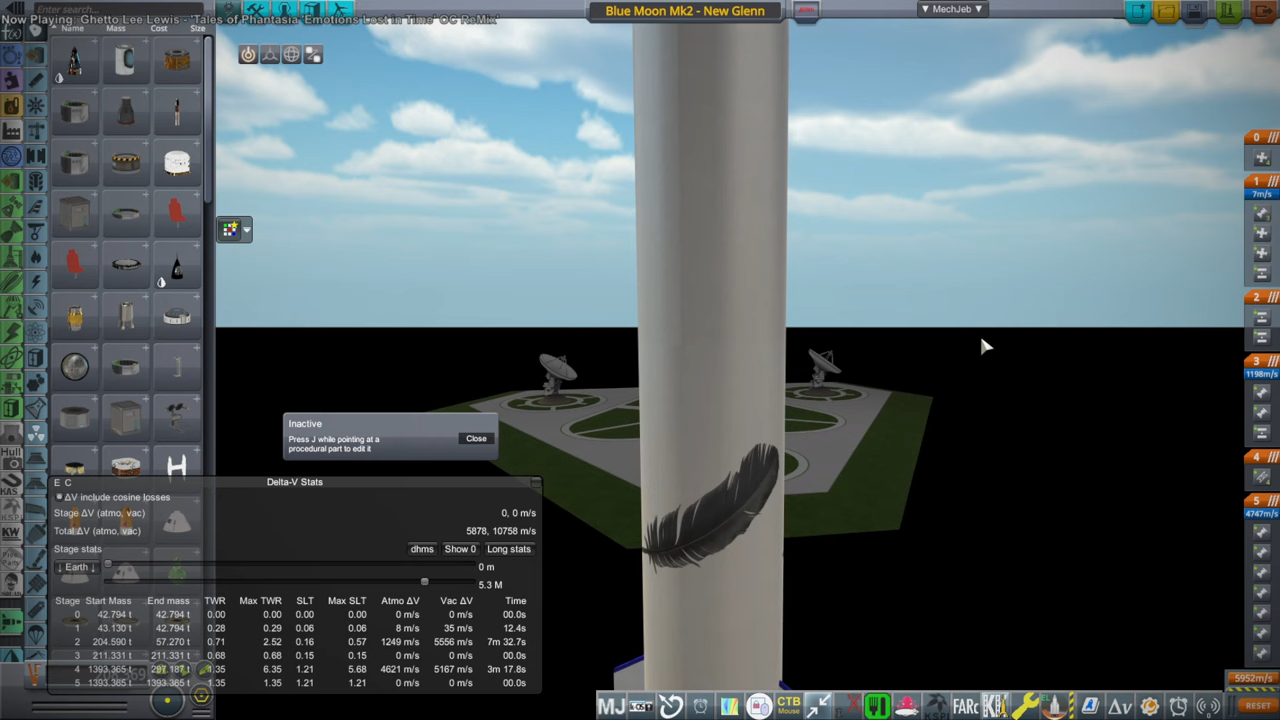 Now Playing: Ghetto Lee Lewis - 'Tales of Phantasia 'Emotions Lost in Time' OC ReMix'
Blue Moon Mk2 - New Glenn
▼ MechJeb ▼
Name Mass Cost Size
0
1
7m/s
2
3
1198m/s
4
5
4747m/s
Inactive
Press J while pointing at a
procedural part to edit it
Close
Hull
KAS
KW
E C Delta-V Stats
ΔV include cosine losses
Stage ΔV (atmo, vac) 0, 0 m/s
Total ΔV (atmo, vac) 5878, 10758 m/s
Stage stats dhms Show 0 Long stats
↓ Earth ↓ 0 m
5.3 M
Stage Start Mass End mass TWR Max TWR SLT Max SLT Atmo ΔV Vac ΔV Time
0 42.794 t 42.794 t 0.00 0.00 0.00 0.00 0 m/s 0 m/s 00.0s
1 43.130 t 42.794 t 0.28 0.29 0.06 0.06 8 m/s 35 m/s 12.4s
2 204.590 t 57.270 t 0.71 2.52 0.16 0.57 1249 m/s 5556 m/s 7m 32.7s
3 211.331 t 211.331 t 0.68 0.68 0.15 0.15 0 m/s 0 m/s 00.0s
4 1393.365 t 297.187 t 1.35 6.35 1.21 5.68 4621 m/s 5167 m/s 3m 17.8s
5 1393.365 t 1393.365 t 1.35 1.35 1.21 1.21 0 m/s 0 m/s 00.0s
5952m/s
MJ CTB Mouse FARc EL Δv
RESET